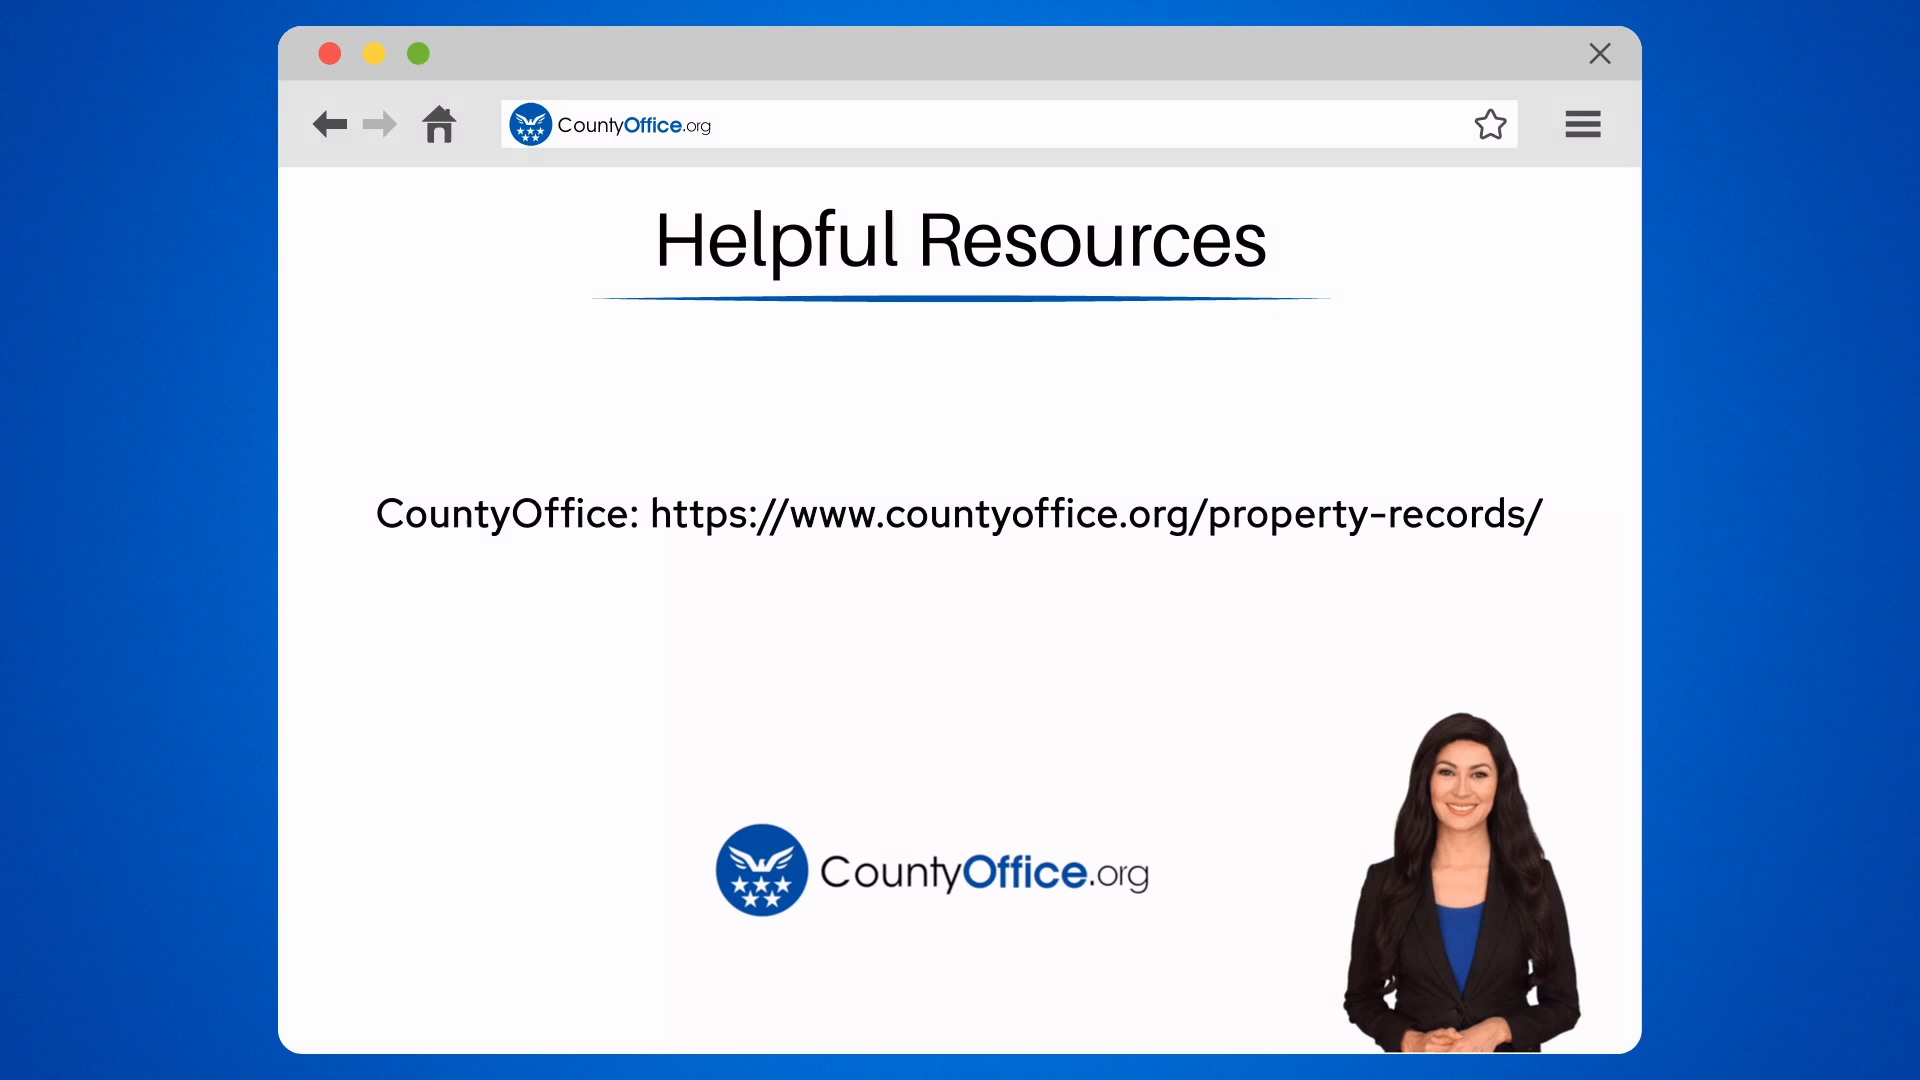 CountyOffice.org
Helpful Resources
CountyOffice: https://www.countyoffice.org/property-records/
CountyOffice.org